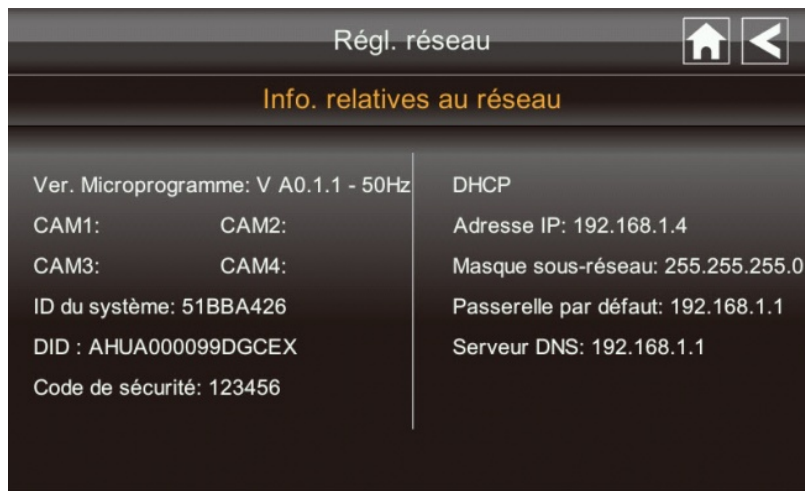 Régl. réseau
Info. relatives au réseau
Ver. Microprogramme: V A0.1.1 - 50Hz
CAM1: CAM2:
CAM3: CAM4:
ID du système: 51BBA426
DID : AHUA000099DGCEX
Code de sécurité: 123456
DHCP
Adresse IP: 192.168.1.4
Masque sous-réseau: 255.255.255.0
Passerelle par défaut: 192.168.1.1
Serveur DNS: 192.168.1.1